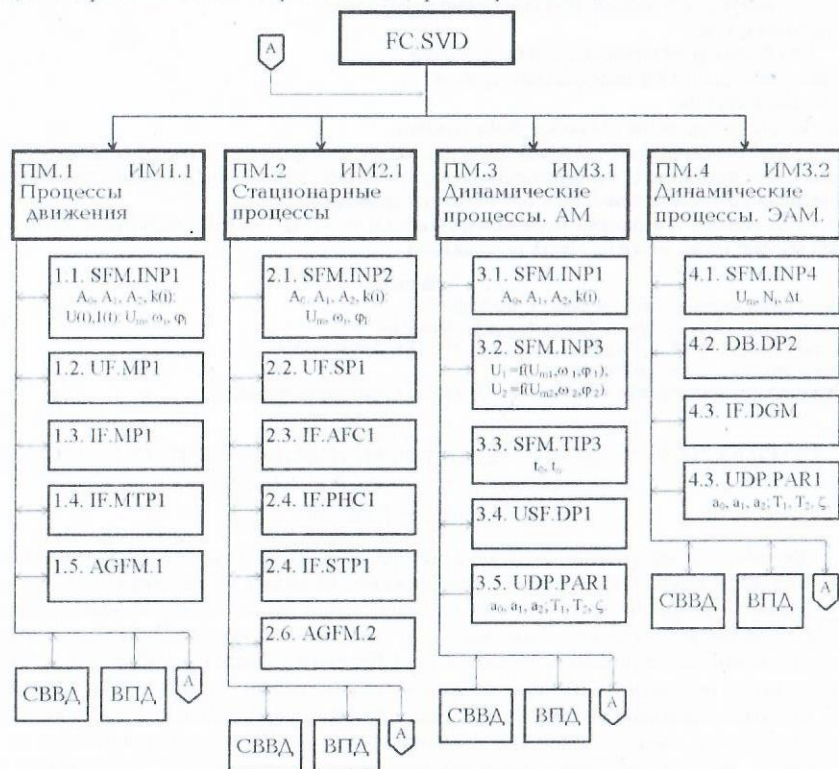 FC.SVD
A
ПМ.1 ИМ1.1
Процессы
движения
1.1. SFM.INP1
A₀, A₁, A₂, k(i);
U(t),I(t): Uₘ, ωᵢ, φᵢ
1.2. UF.MP1
1.3. IF.MP1
1.4. IF.MTP1
1.5. AGFM.1
СВВД
ВПД
A
ПМ.2 ИМ2.1
Стационарные
процессы
2.1. SFM.INP2
A₀, A₁, A₂, k(i):
Uₘ, ωᵢ, φᵢ
2.2. UF.SP1
2.3. IF.AFC1
2.4. IF.PHC1
2.4. IF.STP1
2.6. AGFM.2
СВВД
ВПД
A
ПМ.3 ИМ3.1
Динамические
процессы. АМ
3.1. SFM.INP1
A₀, A₁, A₂, k(i).
3.2. SFM.INP3
U₁=f(Uₘ₁,ω₁,φ₁),
U₂=f(Uₘ₂,ω₂,φ₂).
3.3. SFM.TIP3
3.4. USF.DP1
3.5. UDP.PAR1
a₀, a₁, a₂; T₁, T₂, ζ.
СВВД
ВПД
A
ПМ.4 ИМ3.2
Динамические
процессы. ЭАМ.
4.1. SFM.INP4
Uₘ, Nᵢ, Δt.
4.2. DB.DP2
4.3. IF.DGM
4.3. UDP.PAR1
a₀, a₁, a₂; T₁, T₂, ζ.
СВВД
ВПД
A